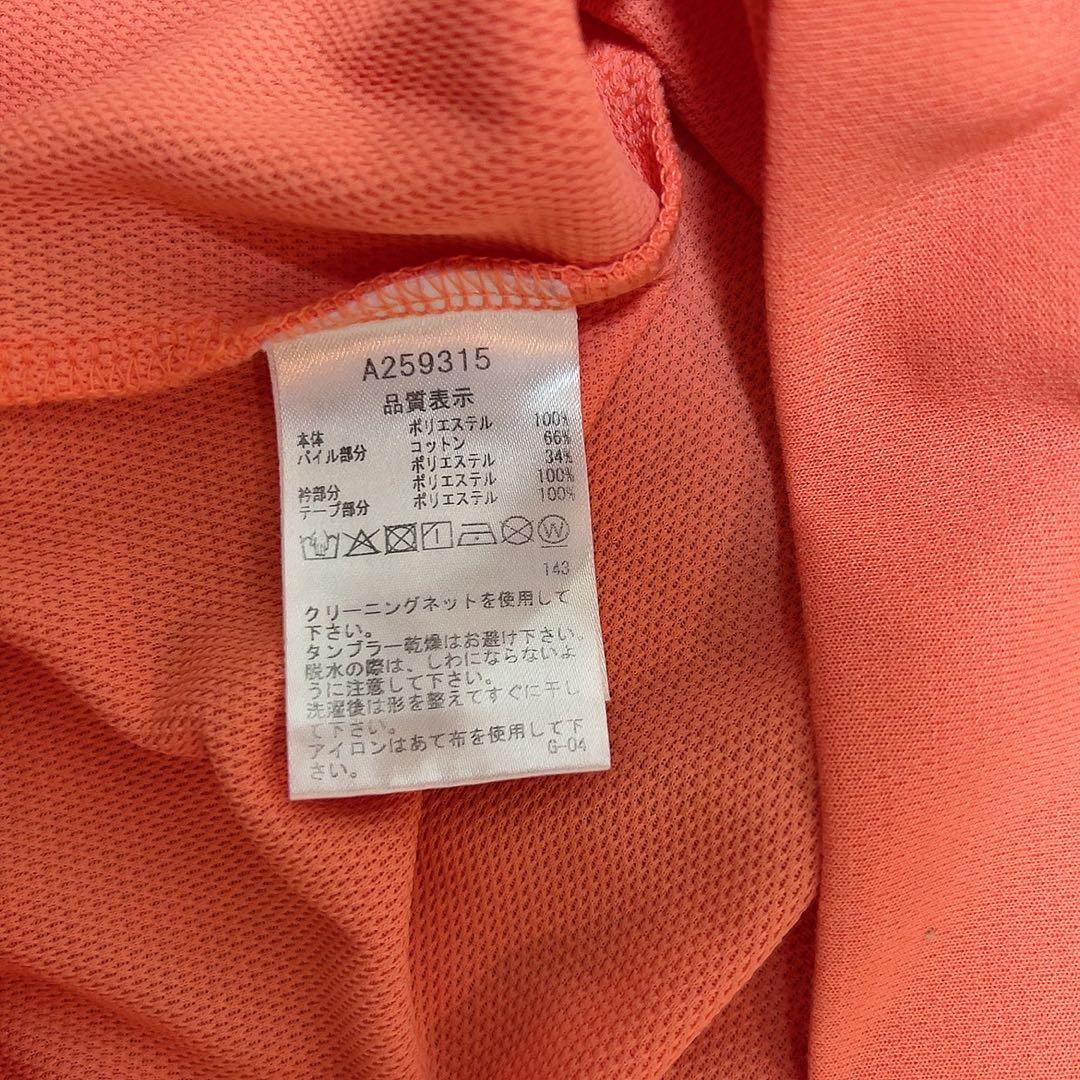 A259315
品質表示
本体 ポリエステル 100%
パイル部分 コットン 66%
ポリエステル 34%
衿部分 ポリエステル 100%
テープ部分 ポリエステル 100%
W
143
クリーニングネットを使用して
下さい。
タンブラー乾燥はお避け下さい。
脱水の際は、しわにならないよ
うに注意して下さい。
洗濯後は形を整えてすぐに干し
て下さい。
アイロンはあて布を使用して下
さい。
G-04